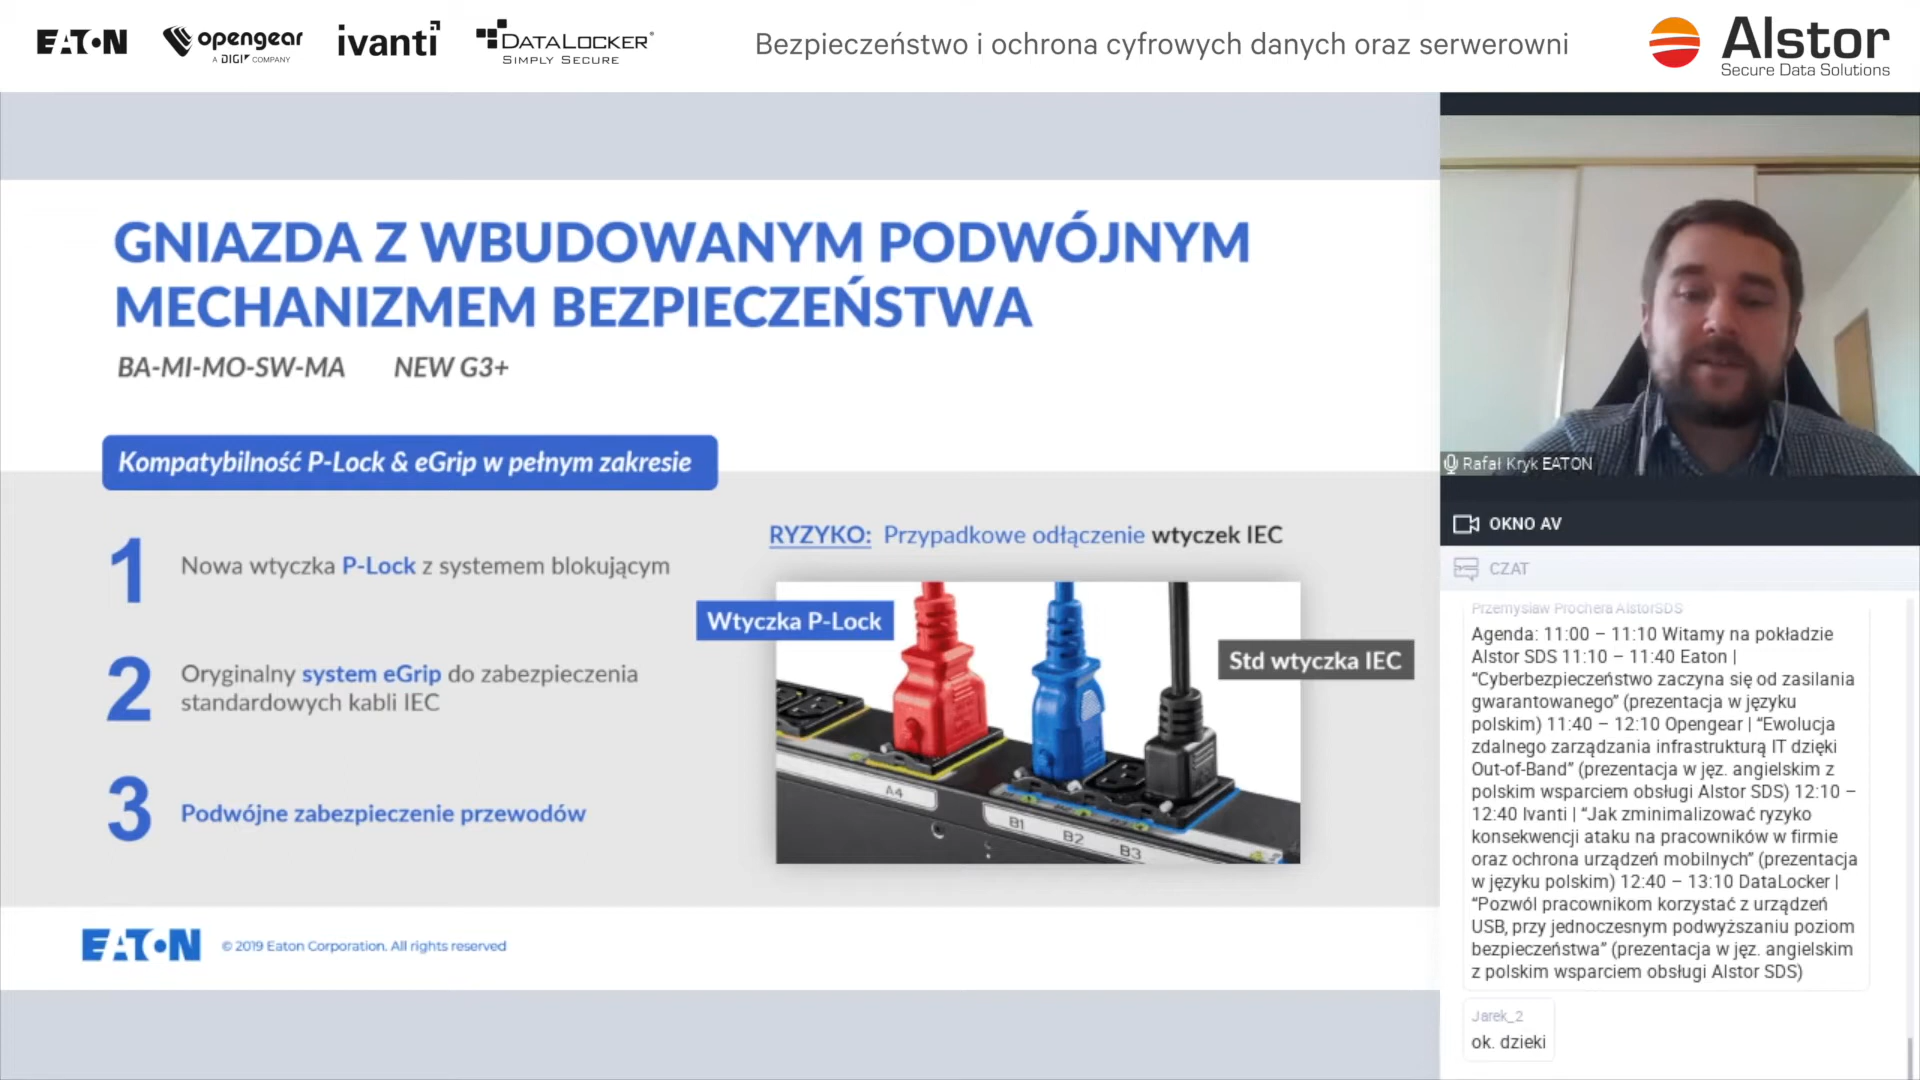 EATON
opengear
A DIGI COMPANY
ivanti
DATALOCKER
SIMPLY SECURE
Bezpieczeństwo i ochrona cyfrowych danych oraz serwerowni
Alstor
Secure Data Solutions
GNIAZDA Z WBUDOWANYM PODWÓJNYM
MECHANIZMEM BEZPIECZEŃSTWA
BA-MI-MO-SW-MA NEW G3+
Kompatybilność P-Lock & eGrip w pełnym zakresie
1 Nowa wtyczka P-Lock z systemem blokującym
2 Oryginalny system eGrip do zabezpieczenia
standardowych kabli IEC
3 Podwójne zabezpieczenie przewodów
RYZYKO: Przypadkowe odłączenie wtyczek IEC
Wtyczka P-Lock
Std wtyczka IEC
A4
B1
B2
B3
EATON © 2019 Eaton Corporation. All rights reserved
Rafał Kryk EATON
OKNO AV
CZAT
Przemysław Prochera AlstorSDS
Agenda: 11:00 – 11:10 Witamy na pokładzie
Alstor SDS 11:10 – 11:40 Eaton |
“Cyberbezpieczeństwo zaczyna się od zasilania
gwarantowanego” (prezentacja w języku
polskim) 11:40 – 12:10 Opengear | “Ewolucja
zdalnego zarządzania infrastrukturą IT dzięki
Out-of-Band” (prezentacja w jęz. angielskim z
polskim wsparciem obsługi Alstor SDS) 12:10 –
12:40 Ivanti | “Jak zminimalizować ryzyko
konsekwencji ataku na pracowników w firmie
oraz ochrona urządzeń mobilnych” (prezentacja
w języku polskim) 12:40 – 13:10 DataLocker |
“Pozwól pracownikom korzystać z urządzeń
USB, przy jednoczesnym podwyższaniu poziom
bezpieczeństwa” (prezentacja w jęz. angielskim
z polskim wsparciem obsługi Alstor SDS)
Jarek_2
ok. dzieki